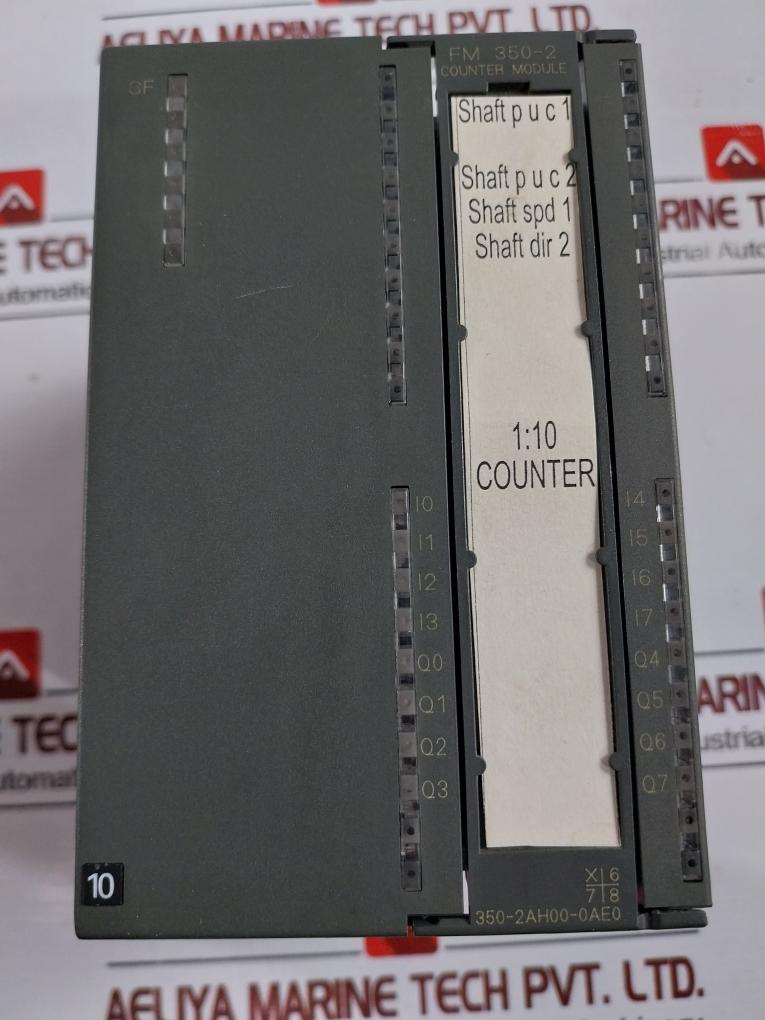 AELIYA MARINE TECH PVT. LTD.
SF
FM 350-2
COUNTER MODULE
Shaft p u c 1
Shaft p u c 2
Shaft spd 1
Shaft dir 2
1:10
COUNTER
I0
I1
I2
I3
Q0
Q1
Q2
Q3
I4
I5
I6
I7
Q4
Q5
Q6
Q7
10
X 6
7 8
350-2AH00-0AE0
AELIYA MARINE TECH PVT. LTD.